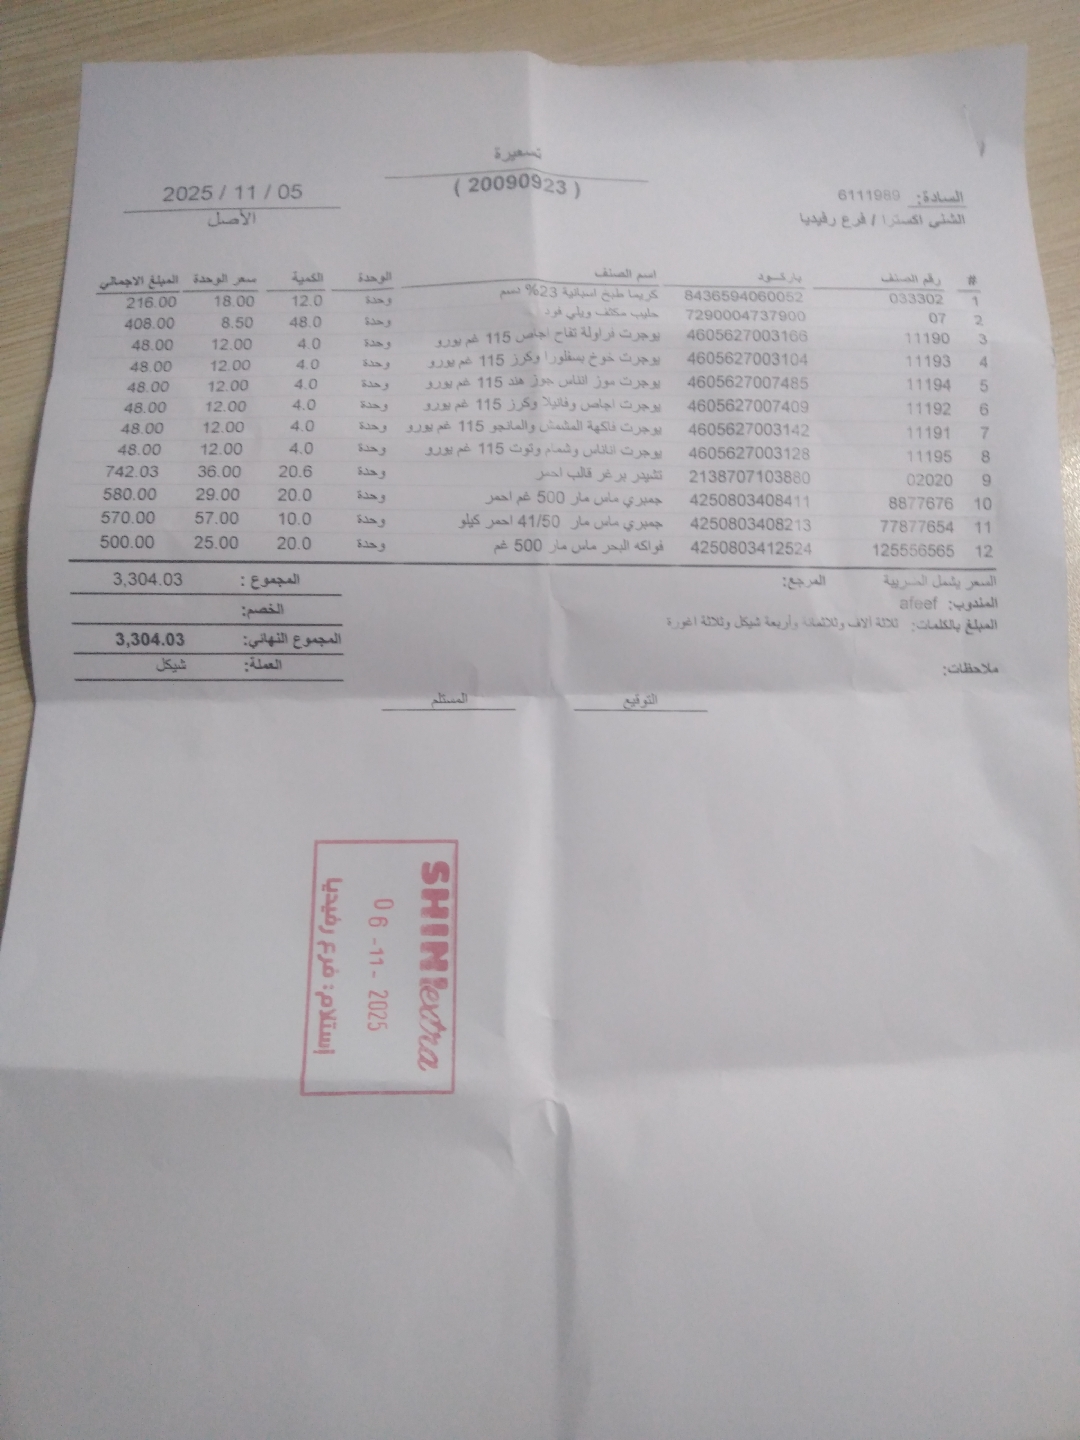 تسعيرة
( 20090923 )
2025 / 11 / 05
الأصل
السادة: 6111989
الشني اكسترا / فرع رفيديا
# رقم الصنف باركود اسم الصنف الوحدة الكمية سعر الوحدة المبلغ الاجمالي
1 033302 8436594060052 كريما طبخ اسبانية 23% دسم وحدة 12.0 18.00 216.00
2 07 7290004737900 حليب مكثف ويلي فود وحدة 48.0 8.50 408.00
3 11190 4605627003166 يوجرت فراولة تفاح اجاص 115 غم يورو وحدة 4.0 12.00 48.00
4 11193 4605627003104 يوجرت خوخ بسفلورا وكرز 115 غم يورو وحدة 4.0 12.00 48.00
5 11194 4605627007485 يوجرت موز اناناس جوز هند 115 غم يورو وحدة 4.0 12.00 48.00
6 11192 4605627007409 يوجرت اجاص وفانيلا وكرز 115 غم يورو وحدة 4.0 12.00 48.00
7 11191 4605627003142 يوجرت فاكهة المشمش والمانجو 115 غم يورو وحدة 4.0 12.00 48.00
8 11195 4605627003128 يوجرت اناناس وشمام وتوت 115 غم يورو وحدة 4.0 12.00 48.00
9 02020 2138707103880 تشيدر برغر قالب احمر وحدة 20.6 36.00 742.03
10 8877676 4250803408411 جمبري ماس مار 500 غم احمر وحدة 20.0 29.00 580.00
11 77877654 4250803408213 جمبري ماس مار 41/50 احمر كيلو وحدة 10.0 57.00 570.00
12 125556565 4250803412524 فواكه البحر ماس مار 500 غم وحدة 20.0 25.00 500.00
السعر يشمل الضريبة المرجع: المجموع : 3,304.03
المندوب: afeef الخصم:
المبلغ بالكلمات: ثلاثة آلاف وثلاثمائة وأربعة شيكل وثلاثة اغورة المجموع النهائي: 3,304.03
العملة: شيكل
ملاحظات:
التوقيع المستلم
SHINIextra
06-11-2025
إستلام: فرع رفيديا